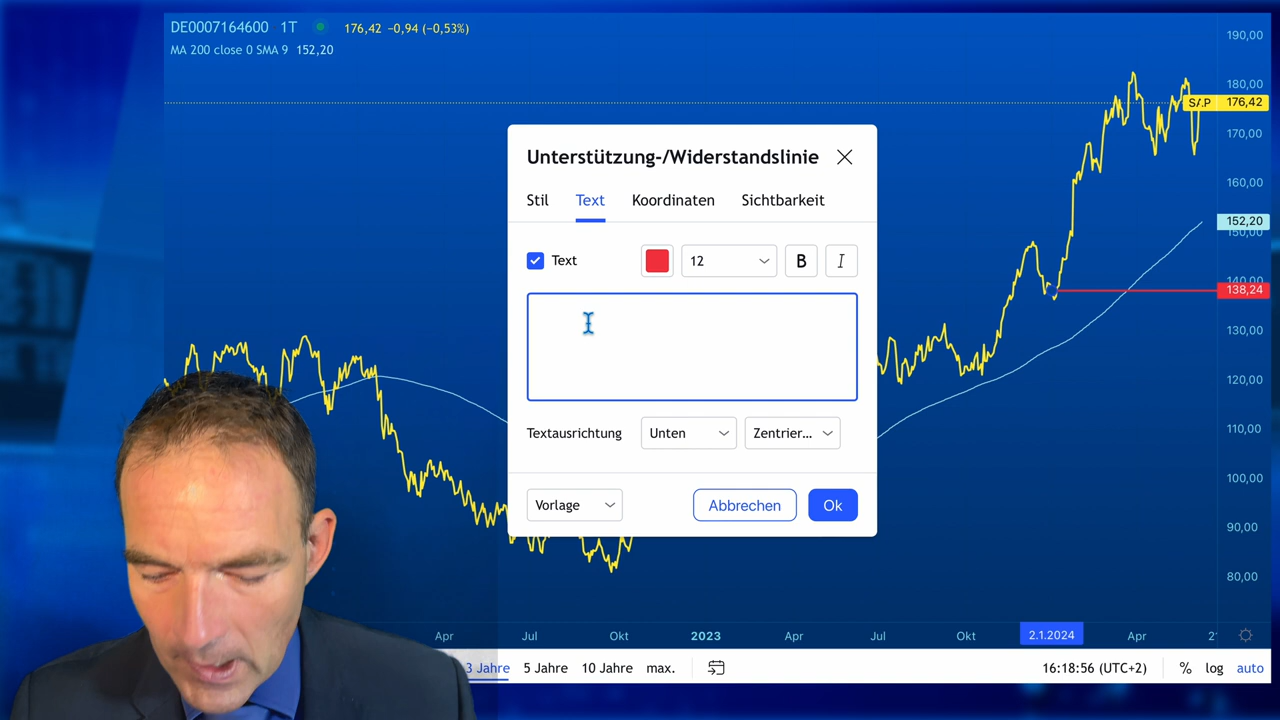 DE0007164600 1T 176,42 −0,94 (−0,53%)
MA 200 close 0 SMA 9 152,20
190,00
180,00
SAP 176,42
170,00
160,00
152,20
150,00
140,00
138,24
130,00
120,00
110,00
100,00
90,00
80,00
Unterstützung-/Widerstandslinie
Stil Text Koordinaten Sichtbarkeit
Text 12 B I
Textausrichtung Unten Zentrier...
Vorlage Abbrechen Ok
Apr Jul Okt 2023 Apr Jul Okt 2.1.2024 Apr
3 Jahre 5 Jahre 10 Jahre max. 16:18:56 (UTC+2) % log auto